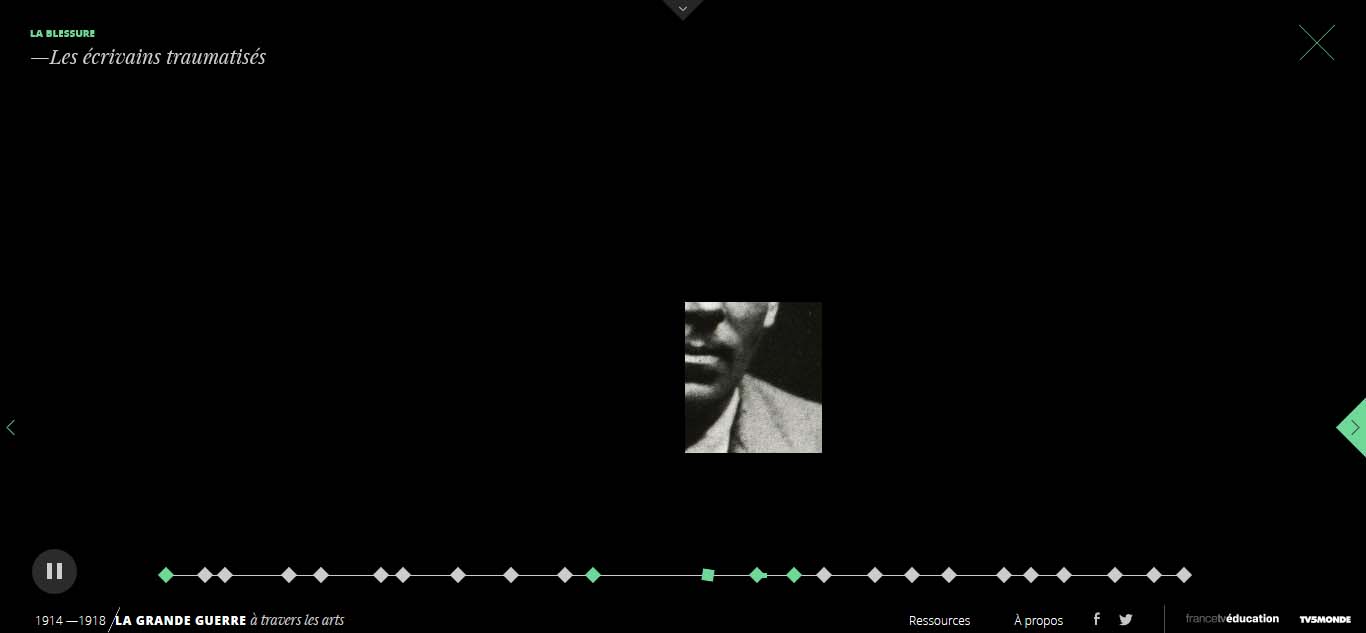 LA BLESSURE
—Les écrivains traumatisés
1914 —1918 / LA GRANDE GUERRE à travers les arts
Ressources
À propos
francetvéducation
TV5MONDE